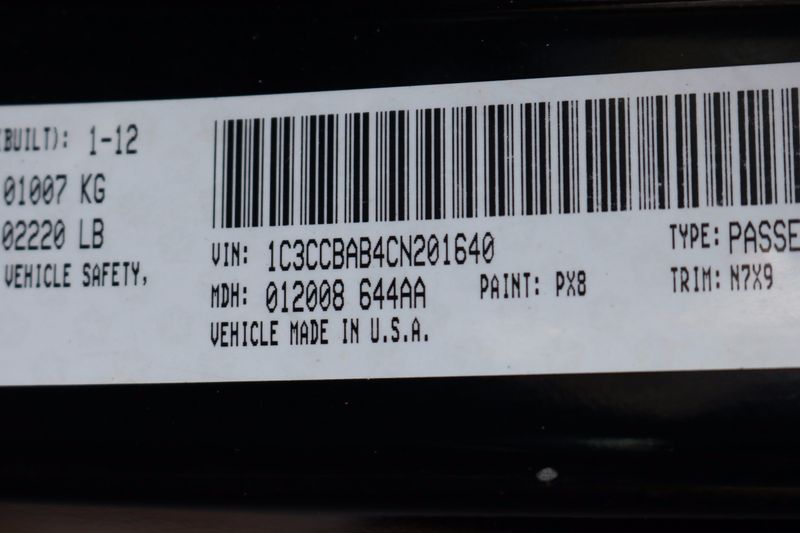 (BUILT): 1-12
01007 KG
02220 LB
VEHICLE SAFETY,
VIN: 1C3CCBAB4CN201640
TYPE: PASSE
MDH: 012008 644AA
PAINT: PX8
TRIM: N7X9
VEHICLE MADE IN U.S.A.